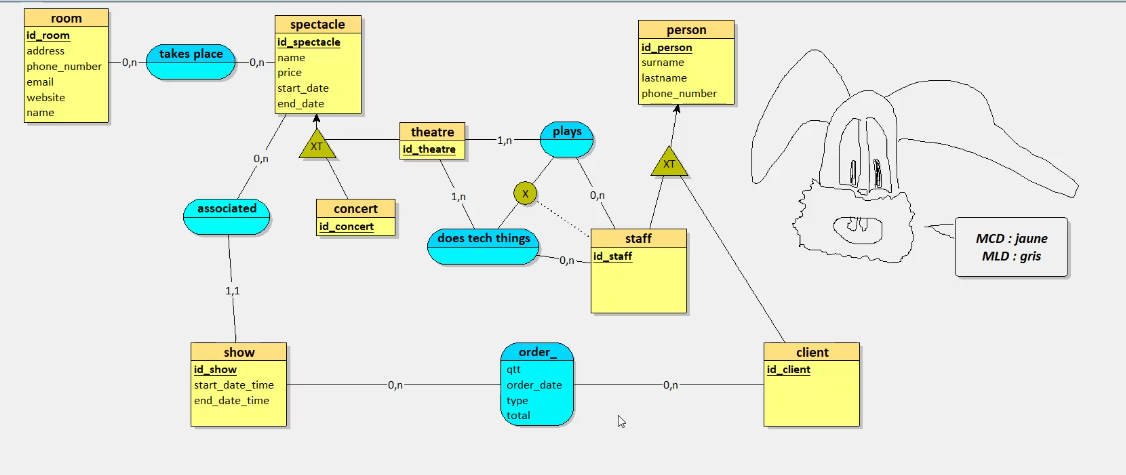 room
id_room
address
phone_number
email
website
name
0,n
takes place
0,n
spectacle
id_spectacle
name
price
start_date
end_date
XT
theatre
id_theatre
concert
id_concert
1,n
plays
1,n
X
0,n
does tech things
0,n
staff
id_staff
person
id_person
surname
lastname
phone_number
XT
MCD : jaune
MLD : gris
0,n
associated
1,1
show
id_show
start_date_time
end_date_time
0,n
order_
qtt
order_date
type
total
0,n
client
id_client